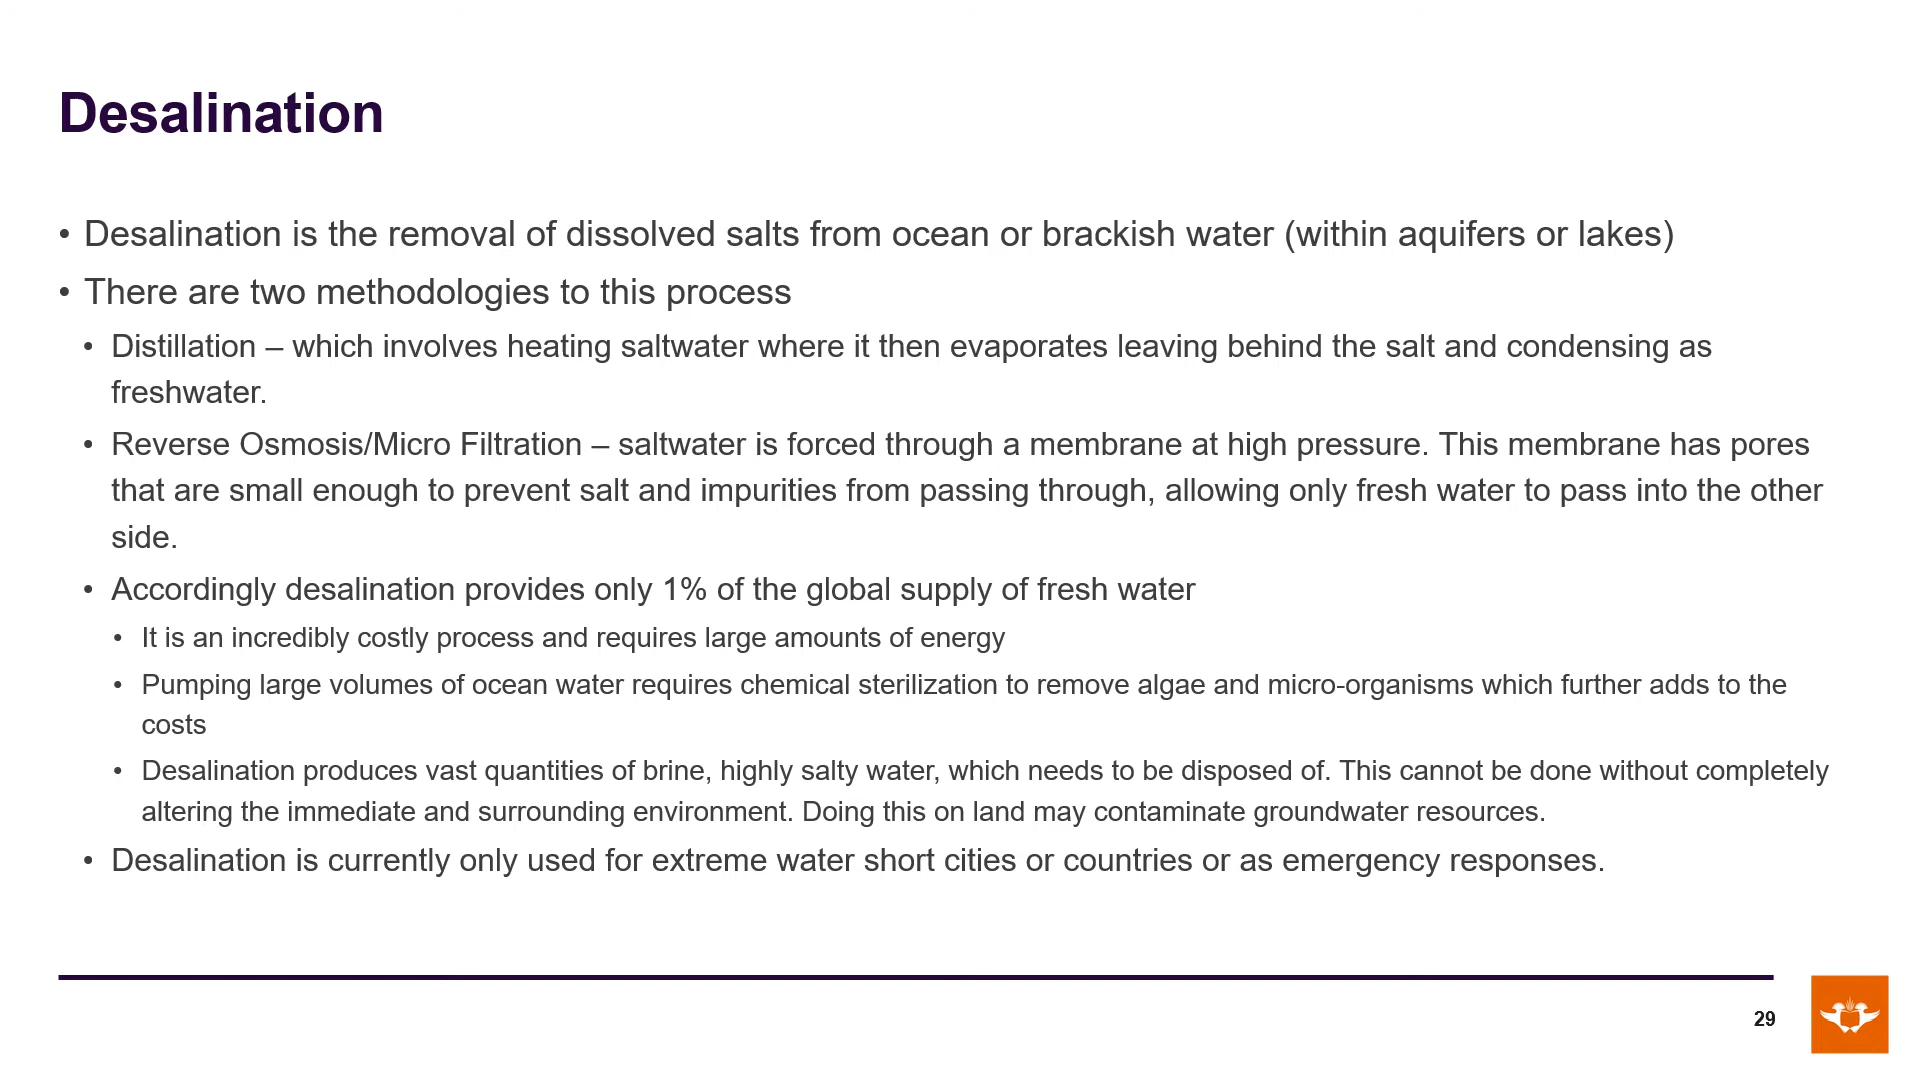 Desalination
• Desalination is the removal of dissolved salts from ocean or brackish water (within aquifers or lakes)
• There are two methodologies to this process
• Distillation – which involves heating saltwater where it then evaporates leaving behind the salt and condensing as
freshwater.
• Reverse Osmosis/Micro Filtration – saltwater is forced through a membrane at high pressure. This membrane has pores
that are small enough to prevent salt and impurities from passing through, allowing only fresh water to pass into the other
side.
• Accordingly desalination provides only 1% of the global supply of fresh water
• It is an incredibly costly process and requires large amounts of energy
• Pumping large volumes of ocean water requires chemical sterilization to remove algae and micro-organisms which further adds to the
costs
• Desalination produces vast quantities of brine, highly salty water, which needs to be disposed of. This cannot be done without completely
altering the immediate and surrounding environment. Doing this on land may contaminate groundwater resources.
• Desalination is currently only used for extreme water short cities or countries or as emergency responses.
29